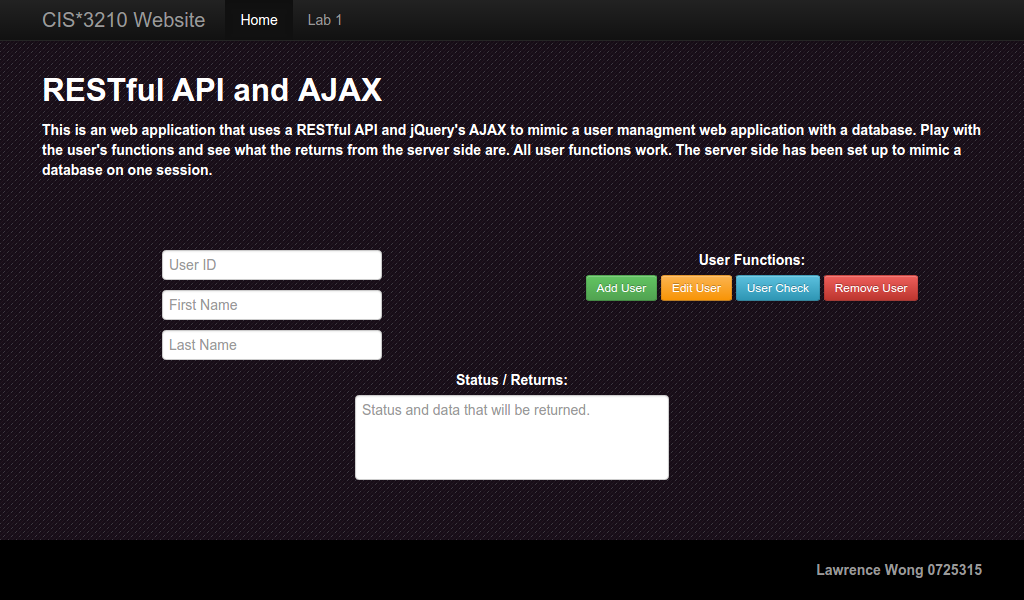 CIS*3210 Website Home Lab 1
RESTful API and AJAX
This is an web application that uses a RESTful API and jQuery's AJAX to mimic a user managment web application with a database. Play with
the user's functions and see what the returns from the server side are. All user functions work. The server side has been set up to mimic a
database on one session.
User ID
First Name
Last Name
User Functions:
Add User Edit User User Check Remove User
Status / Returns:
Status and data that will be returned.
Lawrence Wong 0725315